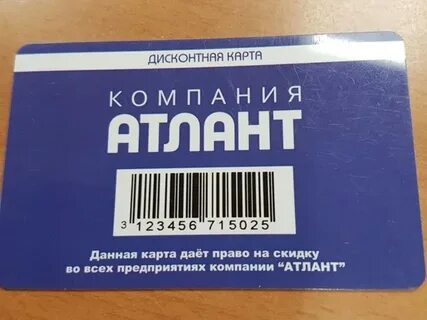 ДИСКОНТНАЯ КАРТА
КОМПАНИЯ
АТЛАНТ
3 123456 715025
Данная карта даёт право на скидку
во всех предприятиях компании "АТЛАНТ"